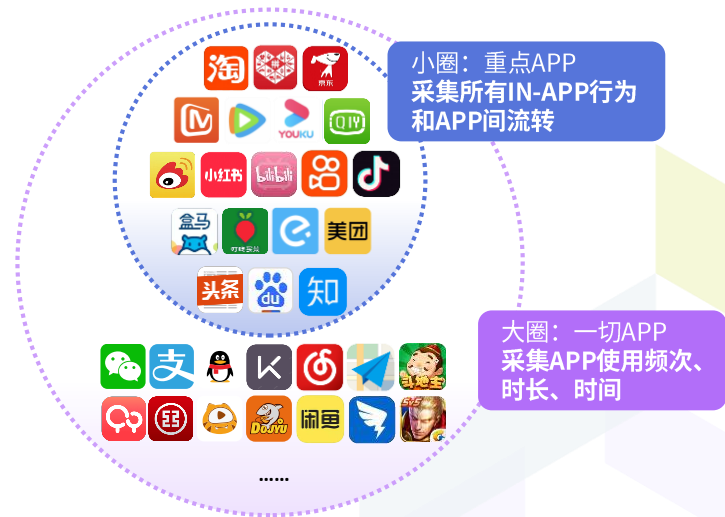 淘
京东
小圈：重点APP
采集所有IN-APP行为
和APP间流转
YOUKU
QIY
小红书
bilibili
盒马
叮咚买菜
美团
头条
du
知
大圈：一切APP
采集APP使用频次、
时长、时间
支
斗地主
DOUYU
闲鱼
5V5
......